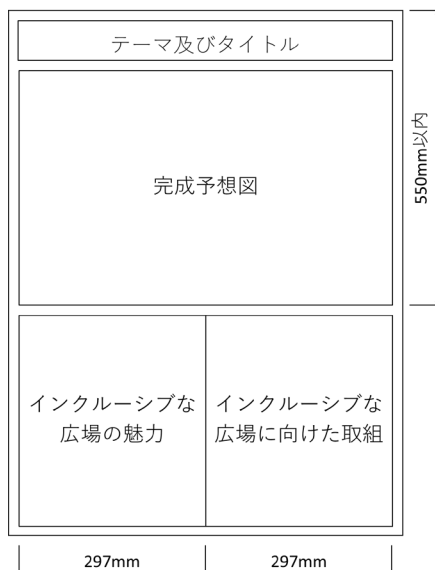 テーマ及びタイトル
完成予想図
550mm以内
インクルーシブな
広場の魅力
インクルーシブな
広場に向けた取組
297mm
297mm